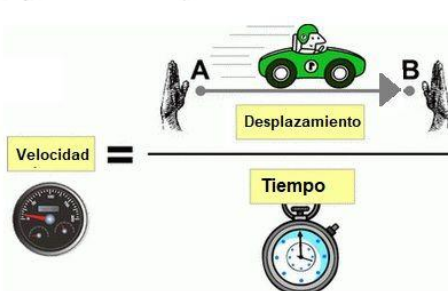 A
B
Desplazamiento
Velocidad
=
Tiempo